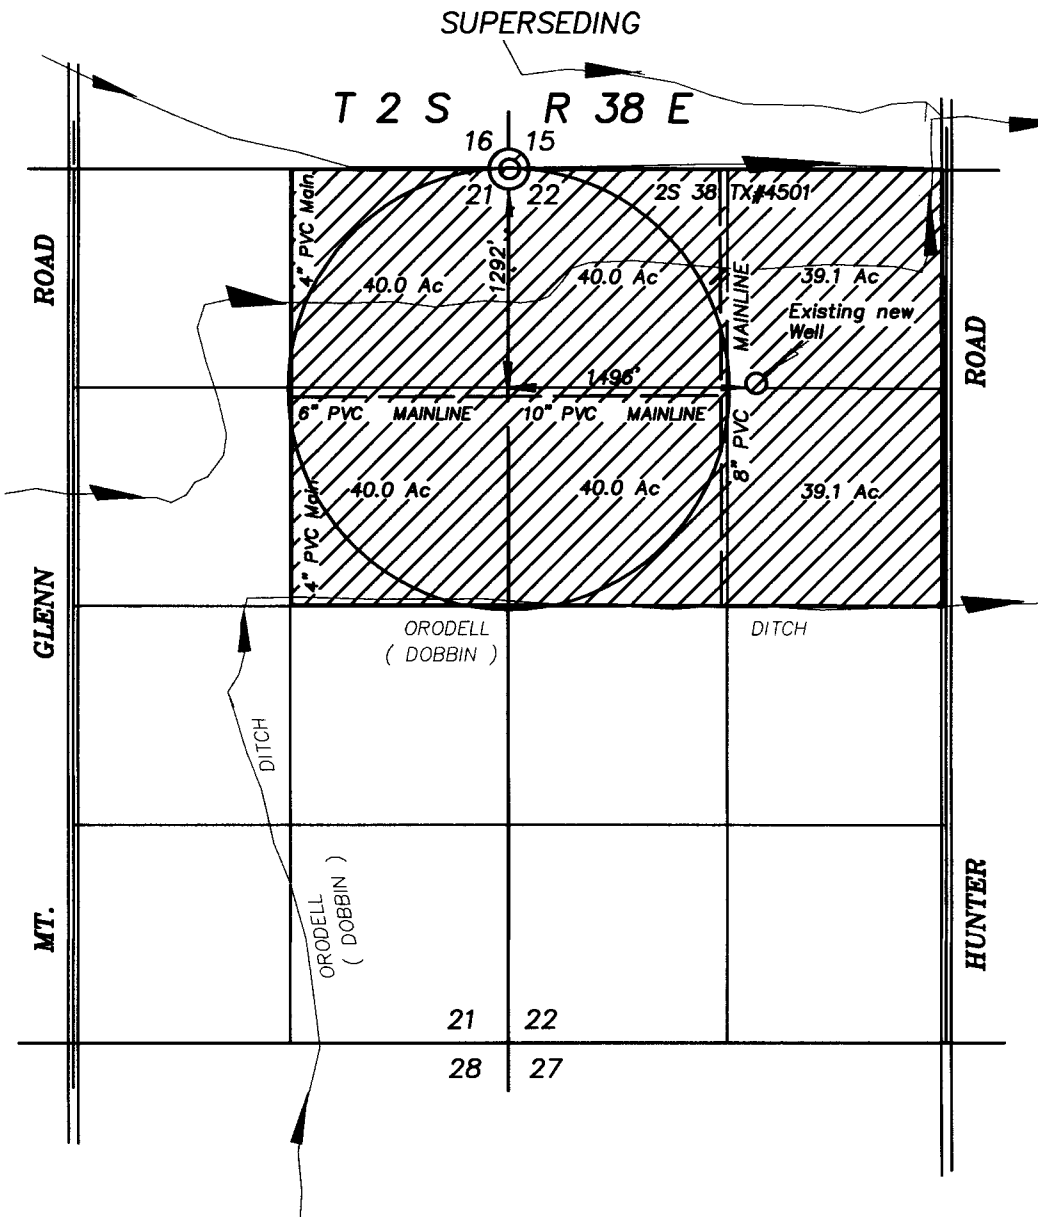 SUPERSEDING
T 2 S R 38 E
16 15
21 22
2S 38 TX#4501
4" PVC Main
ROAD
40.0 Ac
40.0 Ac
39.1 Ac
1292'
MAINLINE
Existing new
Well
ROAD
1496'
6" PVC MAINLINE
10" PVC MAINLINE
8" PVC
40.0 Ac
40.0 Ac
39.1 Ac
4" PVC Main
GLENN
ORODELL
( DOBBIN )
DITCH
DITCH
ORODELL
( DOBBIN )
MT.
HUNTER
21 22
28 27